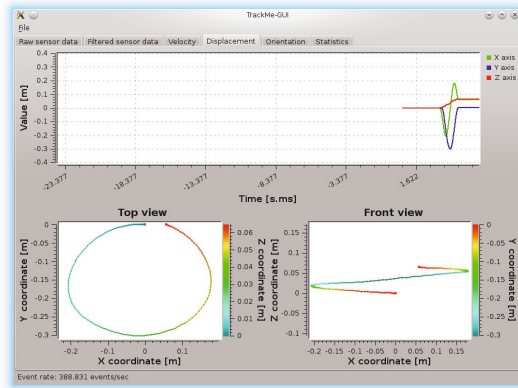 TrackMe-GUI
File
Raw sensor data Filtered sensor data Velocity Displacement Orientation Statistics
0.4
0.3
0.2
0.1
0
-0.1
-0.2
-0.3
-0.4
Value [m]
X axis
Y axis
Z axis
-23.377 -18.377 -13.377 -8.377 -3.377 1.622
Time [s.ms]
Top view
0
-0.05
-0.1
-0.15
-0.2
-0.25
-0.3
Y coordinate [m]
-0.2 -0.1 0 0.1
X coordinate [m]
0.06
0.05
0.04
0.03
0.02
0.01
0
Z coordinate [m]
Front view
0.15
0.1
0.05
0
-0.05
-0.1
Z coordinate [m]
-0.2 -0.15 -0.1 -0.05 0 0.05 0.1 0.15
X coordinate [m]
0
-0.05
-0.1
-0.15
-0.2
-0.25
-0.3
Y coordinate [m]
Event rate: 388.831 events/sec